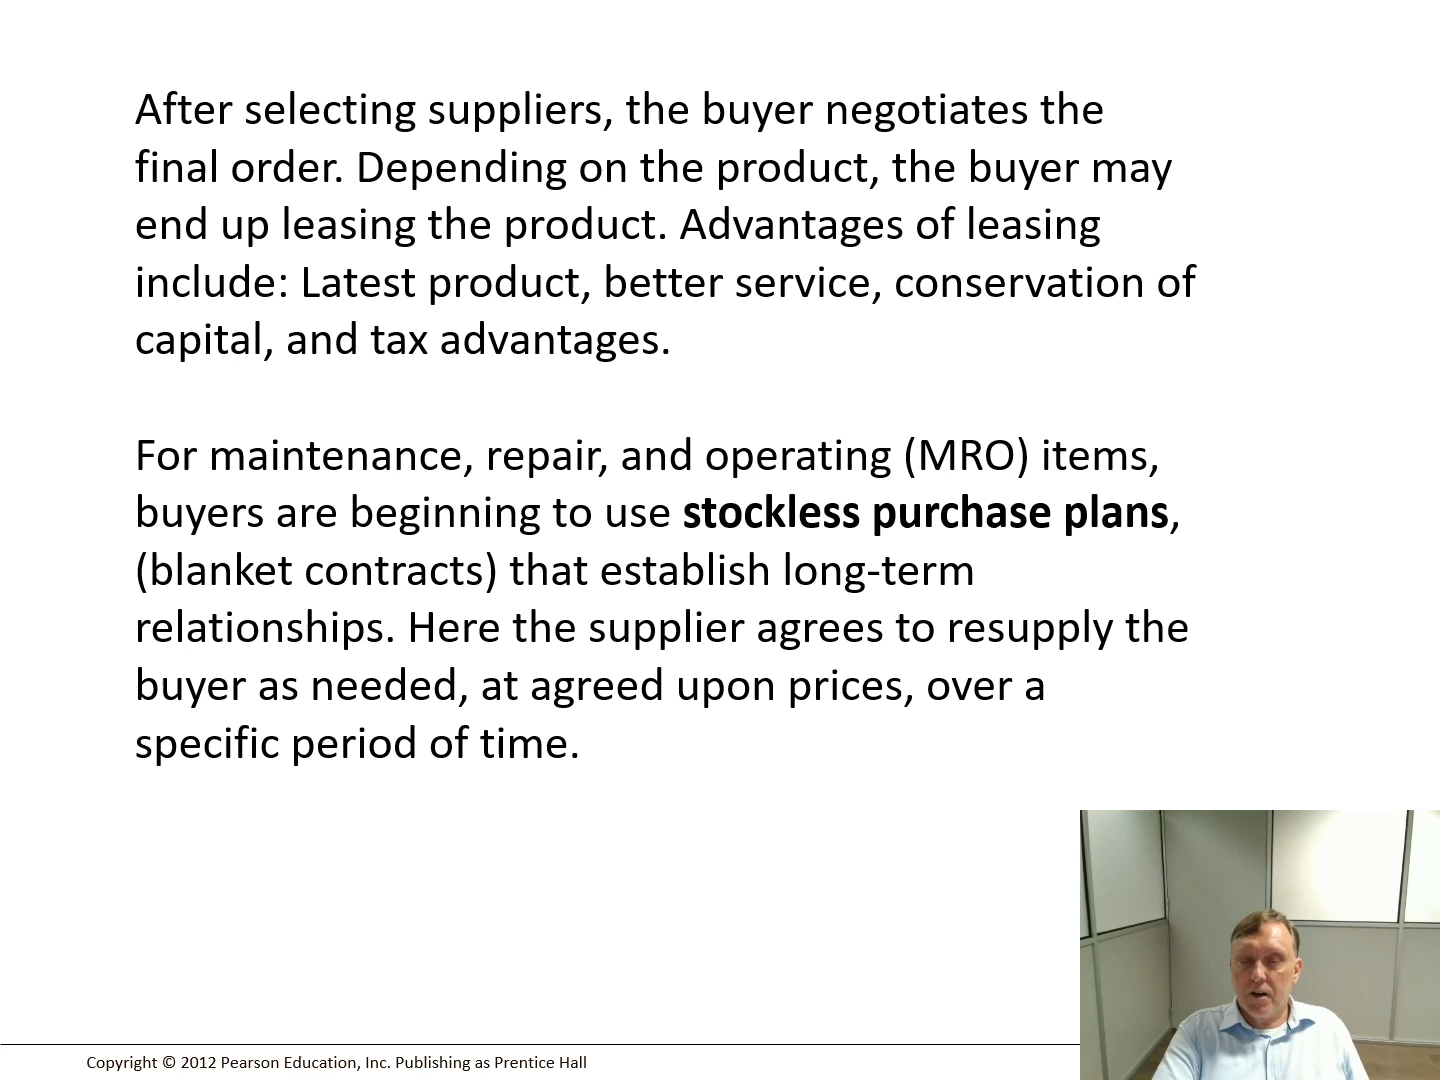 After selecting suppliers, the buyer negotiates the
final order. Depending on the product, the buyer may
end up leasing the product. Advantages of leasing
include: Latest product, better service, conservation of
capital, and tax advantages.
For maintenance, repair, and operating (MRO) items,
buyers are beginning to use stockless purchase plans,
(blanket contracts) that establish long-term
relationships. Here the supplier agrees to resupply the
buyer as needed, at agreed upon prices, over a
specific period of time.
Copyright © 2012 Pearson Education, Inc. Publishing as Prentice Hall